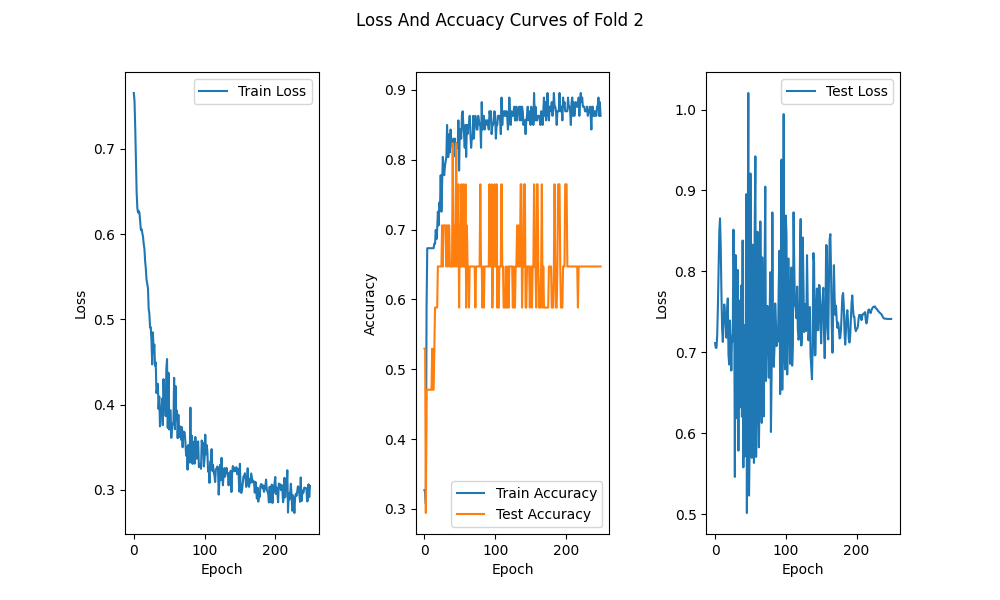 Loss And Accuacy Curves of Fold 2
Train Loss
0.7
0.6
0.5
0.4
0.3
Loss
0
100
200
Epoch
0.9
0.8
0.7
0.6
0.5
0.4
0.3
Accuracy
Train Accuracy
Test Accuracy
0
100
200
Epoch
Test Loss
1.0
0.9
0.8
0.7
0.6
0.5
Loss
0
100
200
Epoch